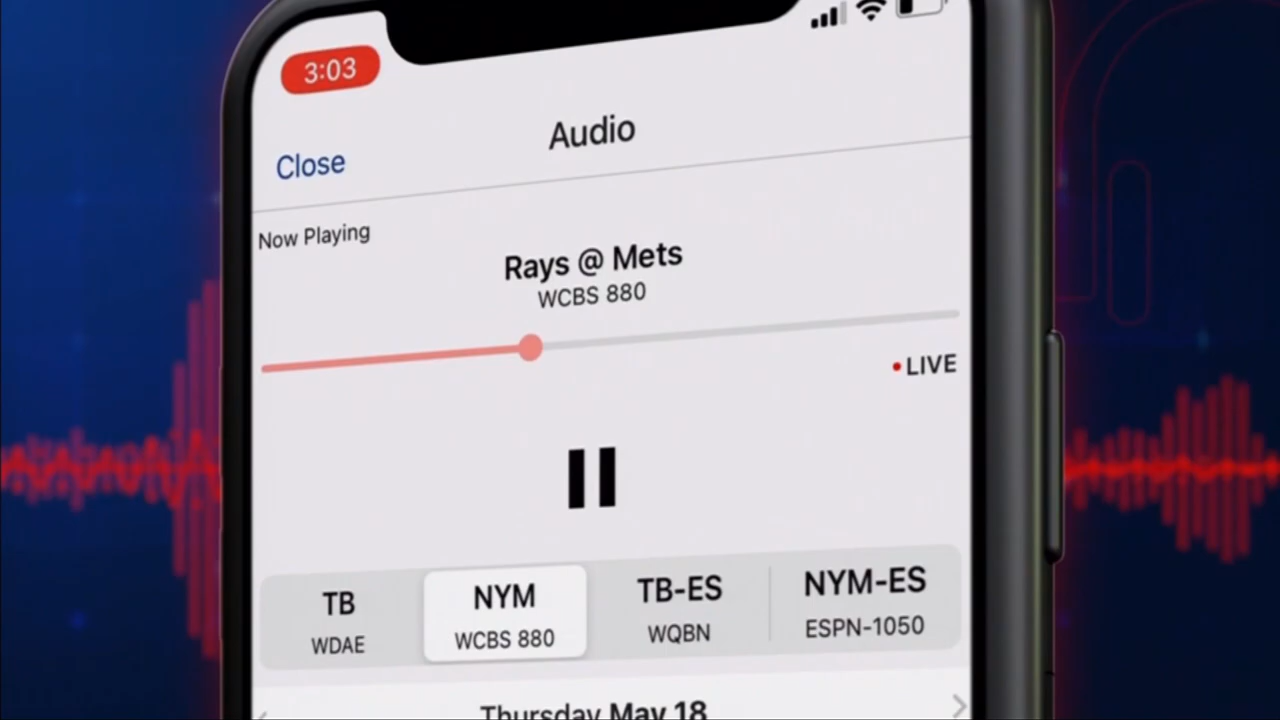 3:03
Audio
Close
Now Playing
Rays @ Mets
WCBS 880
LIVE
TB
WDAE
NYM
WCBS 880
TB-ES
WQBN
NYM-ES
ESPN-1050
Thursday May 18